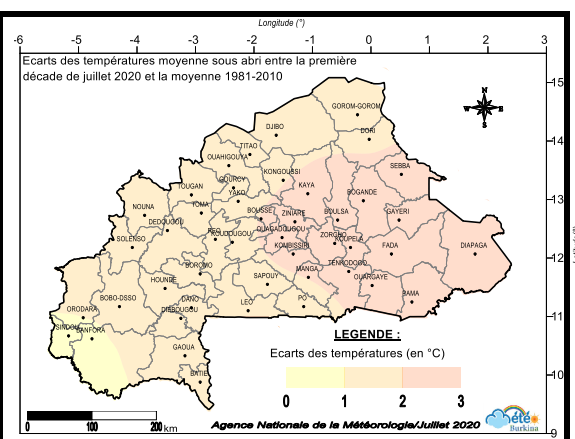 Longitude (°)
-6 -5 -4 -3 -2 -1 0 1 2 3
Ecarts des températures moyenne sous abri entre la première
décade de juillet 2020 et la moyenne 1981-2010
N
W E
S
15
GOROM-GOROM
DJIBO
DORI
14
TITAO
OUAHIGOUYA
SEBBA
KONGOUSSI
GOURCY
KAYA
TOUGAN
YAKO
BOGANDE
13
NOUNA
TOMA
BOUSSE
ZINIARE
BOULSA
GAYERI
DEDOUGOU
OUAGADOUGOU
SOLENSO
KOUDOUGOU
ZORGHO
KOUPELA
KOMBISSIRI
FADA
DIAPAGA
12
BOROMO
TENKODOGO
MANGA
SAPOUY
HOUNDE
OUARGAYE
BOBO-DSSO
DANO
LEO
PO
PAMA
ORODARA
DIEBOUGOU
11
SINDOU
BANFORA
LEGENDE :
GAOUA
Ecarts des températures (en °C)
BATIE
10
0 1 2 3
0 100 200 km
Agence Nationale de la Météorologie/Juillet 2020
Météo
Burkina
9